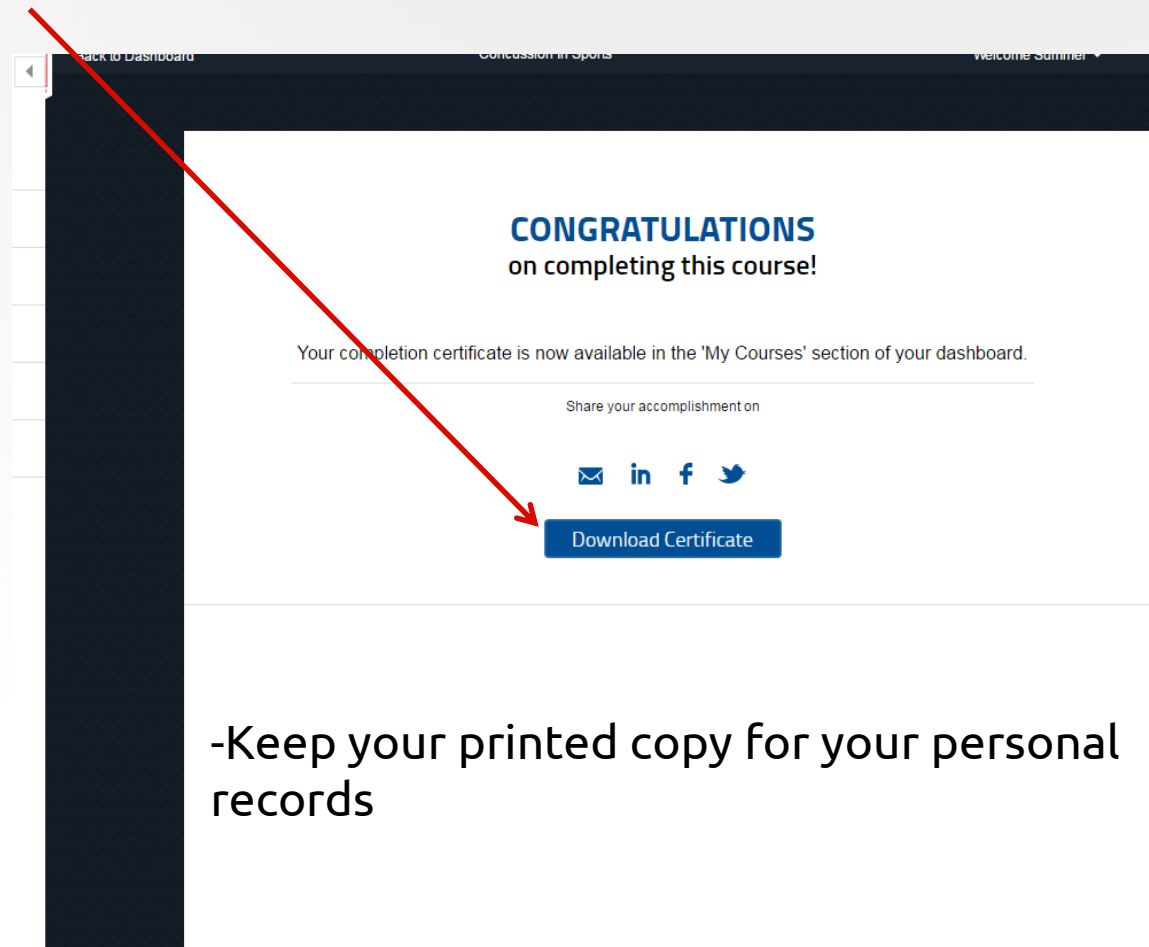 Back to Dashboard Concussion in Sports Welcome Summer
CONGRATULATIONS
on completing this course!
Your completion certificate is now available in the 'My Courses' section of your dashboard.
Share your accomplishment on
in f
Download Certificate
-Keep your printed copy for your personal
records